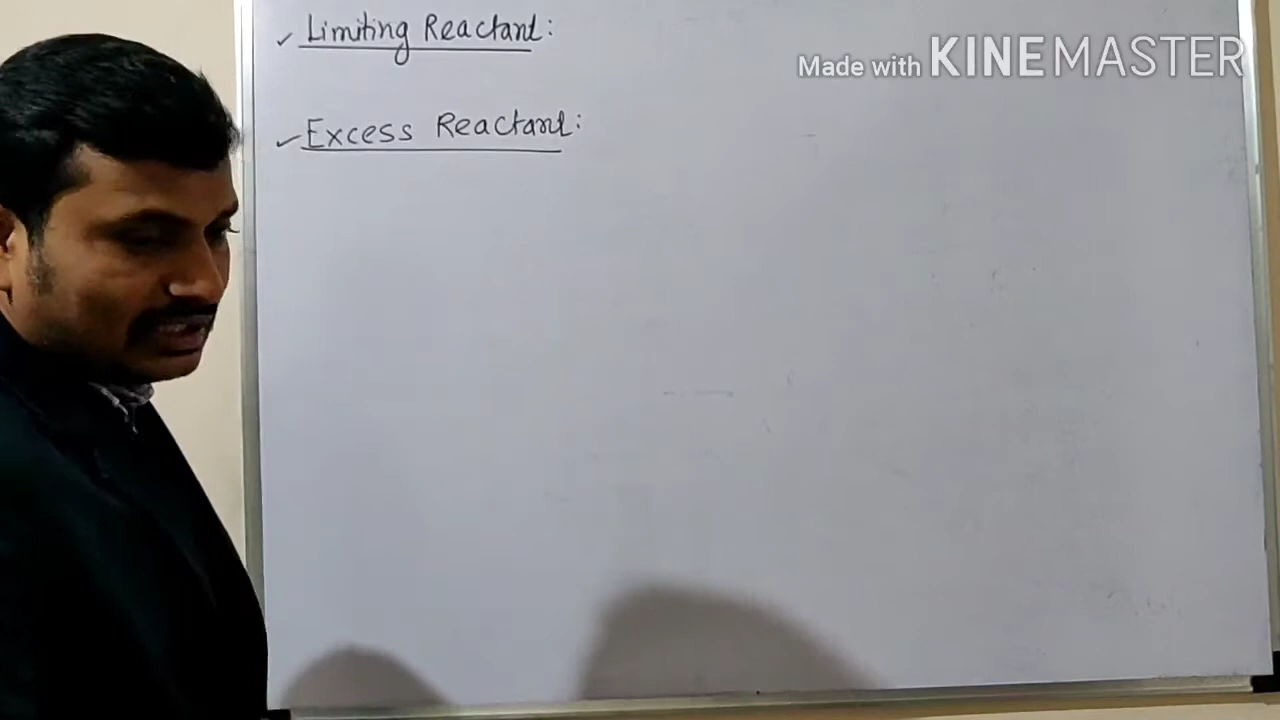 ✓ Limiting Reactant:
Made with KINEMASTER
✓ Excess Reactant: